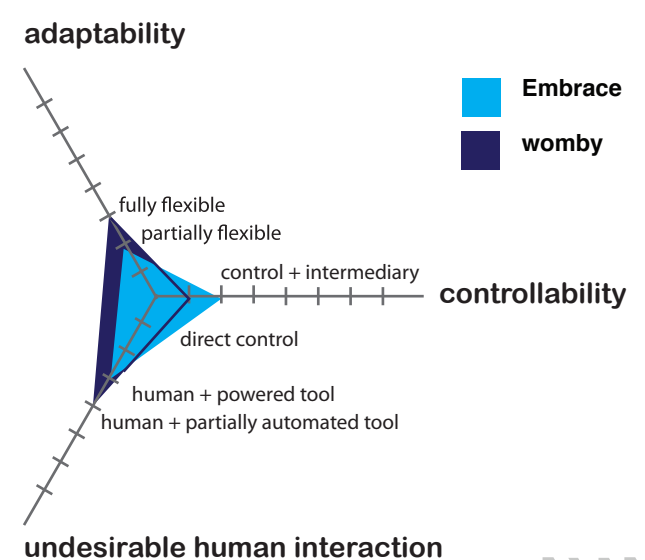 adaptability
Embrace
womby
fully flexible
partially flexible
control + intermediary
controllability
direct control
human + powered tool
human + partially automated tool
undesirable human interaction